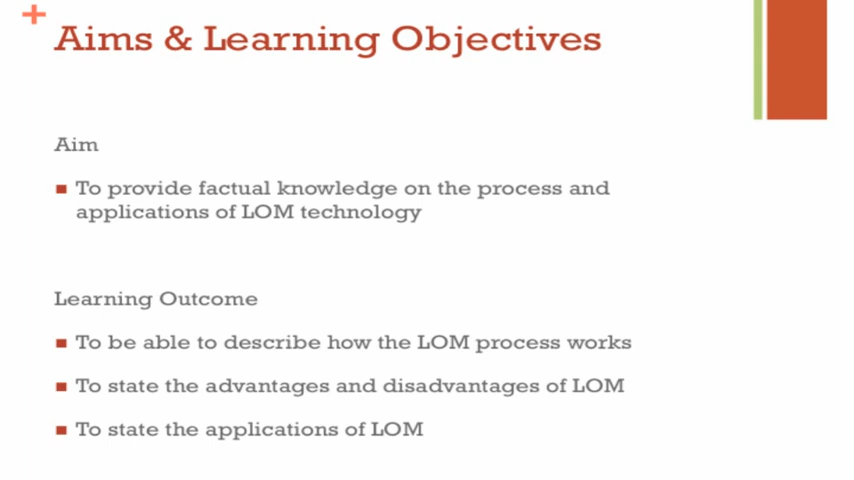 Aims & Learning Objectives
Aim
To provide factual knowledge on the process and
applications of LOM technology
Learning Outcome
To be able to describe how the LOM process works
To state the advantages and disadvantages of LOM
To state the applications of LOM